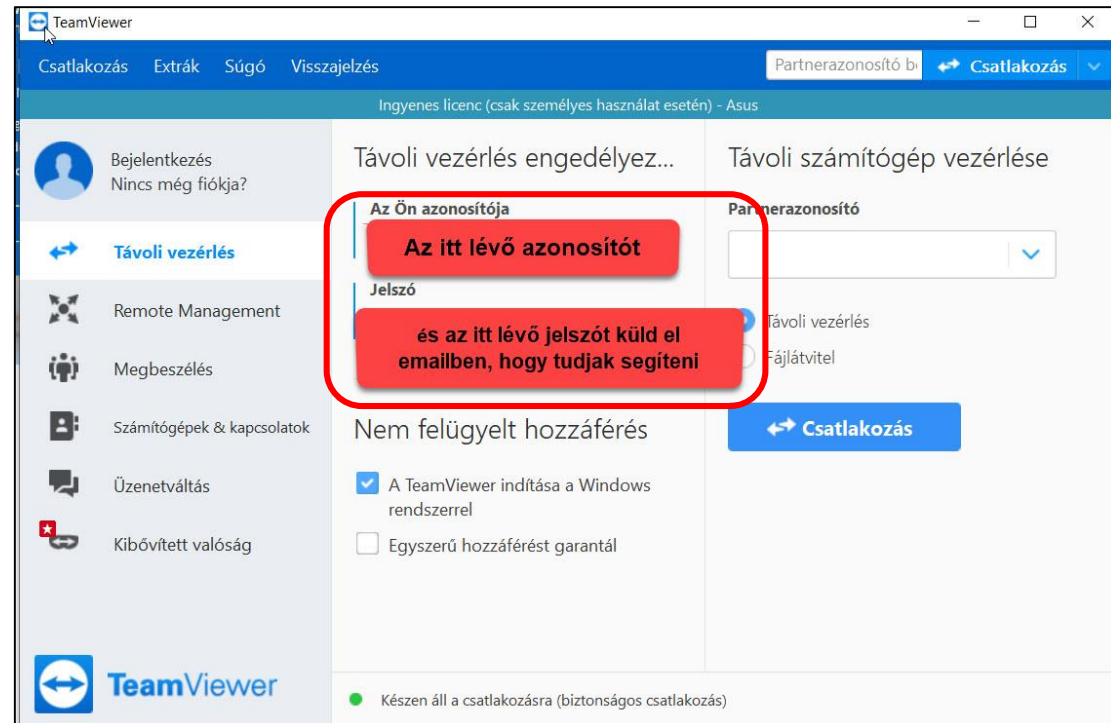 TeamViewer
Csatlakozás Extrák Súgó Visszajelzés
Csatlakozás
Ingyenes licenc (csak személyes használat esetén) - Asus
Bejelentkezés
Nincs még fiókja?
Távoli vezérlés
Remote Management
Megbeszélés
Számítógépek & kapcsolatok
Üzenetváltás
Kibővített valóság
TeamViewer
Távoli vezérlés engedélyez...
Az Ön azonosítója
Az itt lévő azonosítót
Jelszó
és az itt lévő jelszót küld el
emailben, hogy tudjak segíteni
Nem felügyelt hozzáférés
A TeamViewer indítása a Windows
rendszerrel
Egyszerű hozzáférést garantál
Távoli számítógép vezérlése
Partnerazonosító
Távoli vezérlés
Fájlátvitel
Csatlakozás
Készen áll a csatlakozásra (biztonságos csatlakozás)